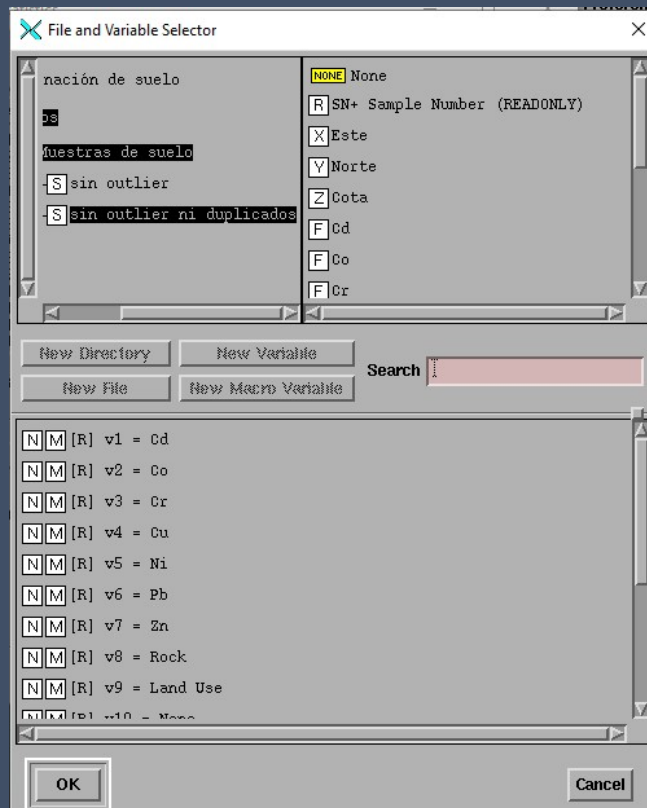 File and Variable Selector
nación de suelo
os
Muestras de suelo
S sin outlier
S sin outlier ni duplicados
NONE None
R SN+ Sample Number (READONLY)
X Este
Y Norte
Z Cota
F Cd
F Co
F Cr
New Directory
New Variable
New File
New Macro Variable
Search
N M [R] v1 = Cd
N M [R] v2 = Co
N M [R] v3 = Cr
N M [R] v4 = Cu
N M [R] v5 = Ni
N M [R] v6 = Pb
N M [R] v7 = Zn
N M [R] v8 = Rock
N M [R] v9 = Land Use
N M [R] v10 = None
OK
Cancel